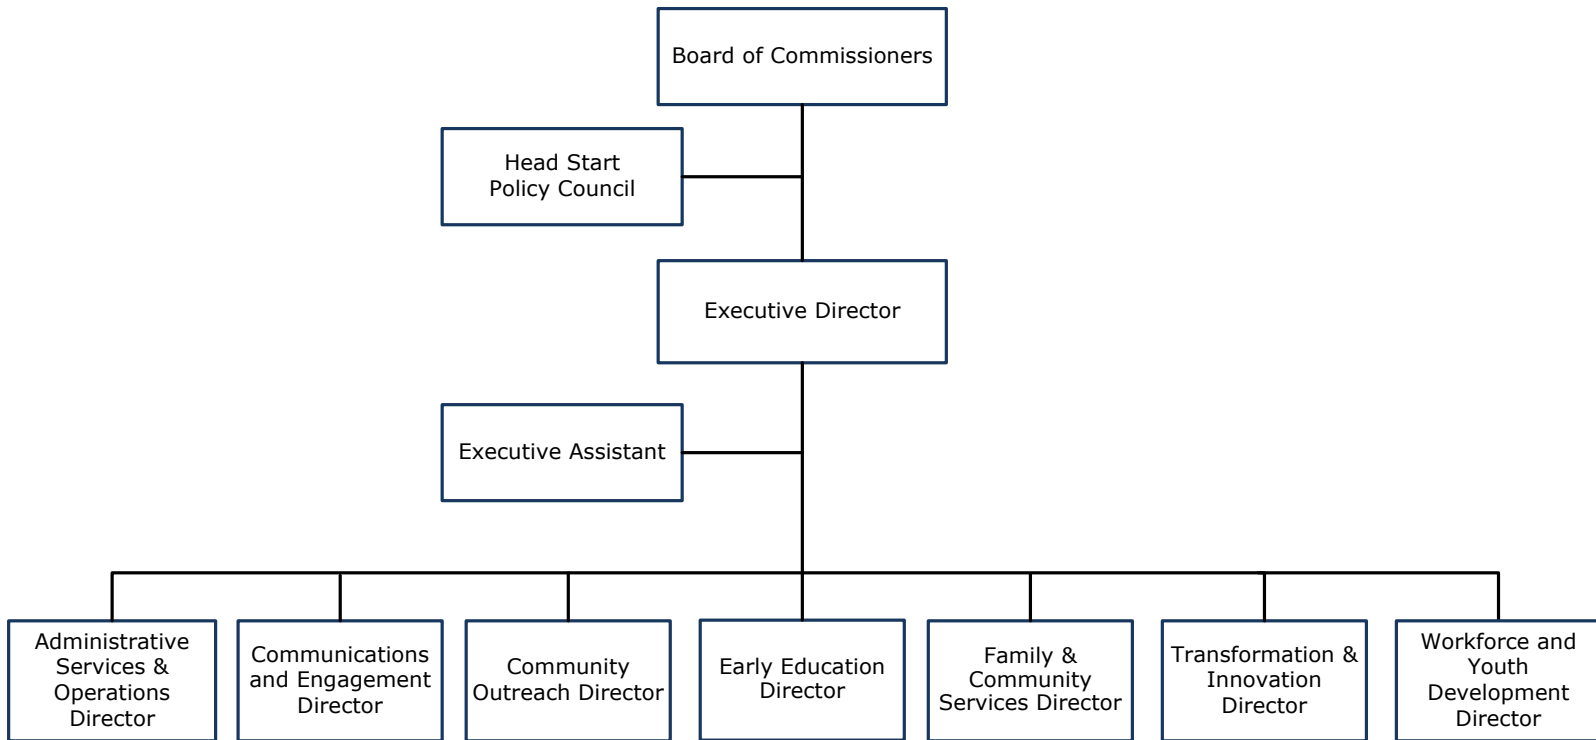 Board of Commissioners
Head Start
Policy Council
Executive Director
Executive Assistant
Administrative
Services &
Operations
Director
Communications
and Engagement
Director
Community
Outreach Director
Early Education
Director
Family &
Community
Services Director
Transformation &
Innovation
Director
Workforce and
Youth
Development
Director